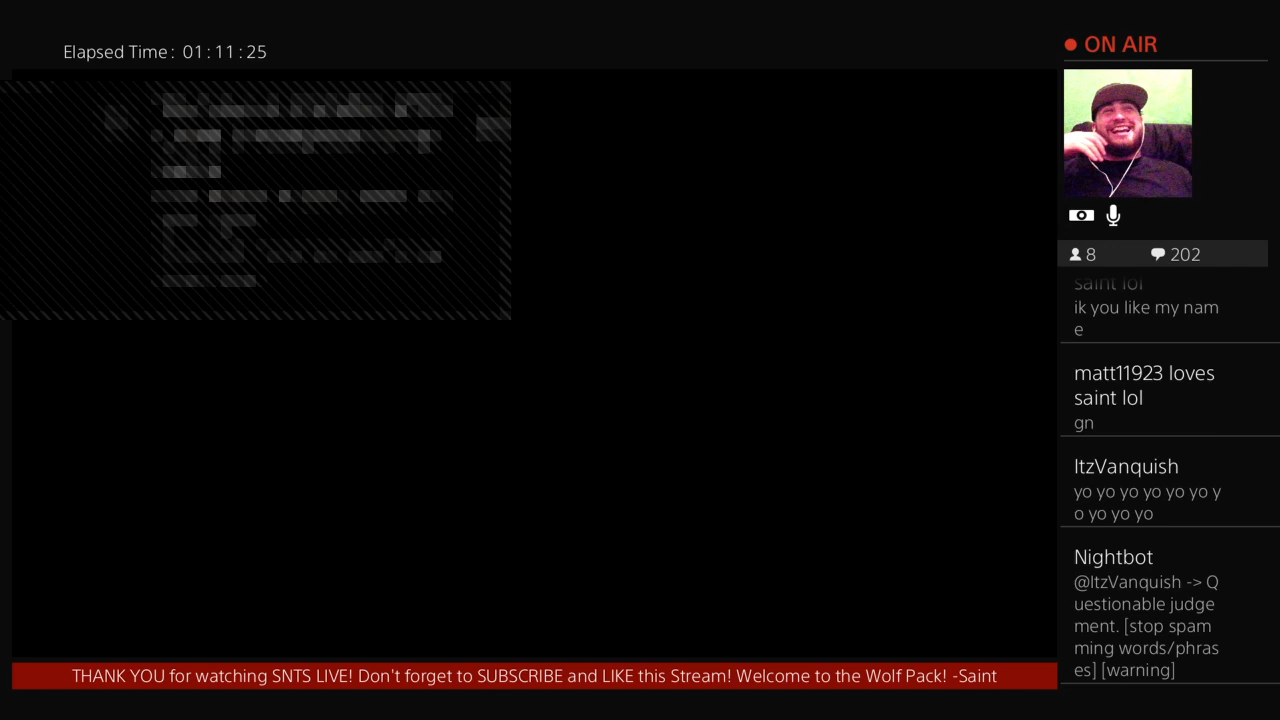 Elapsed Time: 01:11:25
ON AIR
8 202
saint lol
ik you like my nam
e
matt11923 loves
saint lol
gn
ItzVanquish
yo yo yo yo yo yo y
o yo yo yo
Nightbot
@ItzVanquish -> Q
uestionable judge
ment. [stop spam
ming words/phras
es] [warning]
THANK YOU for watching SNTS LIVE! Don't forget to SUBSCRIBE and LIKE this Stream! Welcome to the Wolf Pack! -Saint